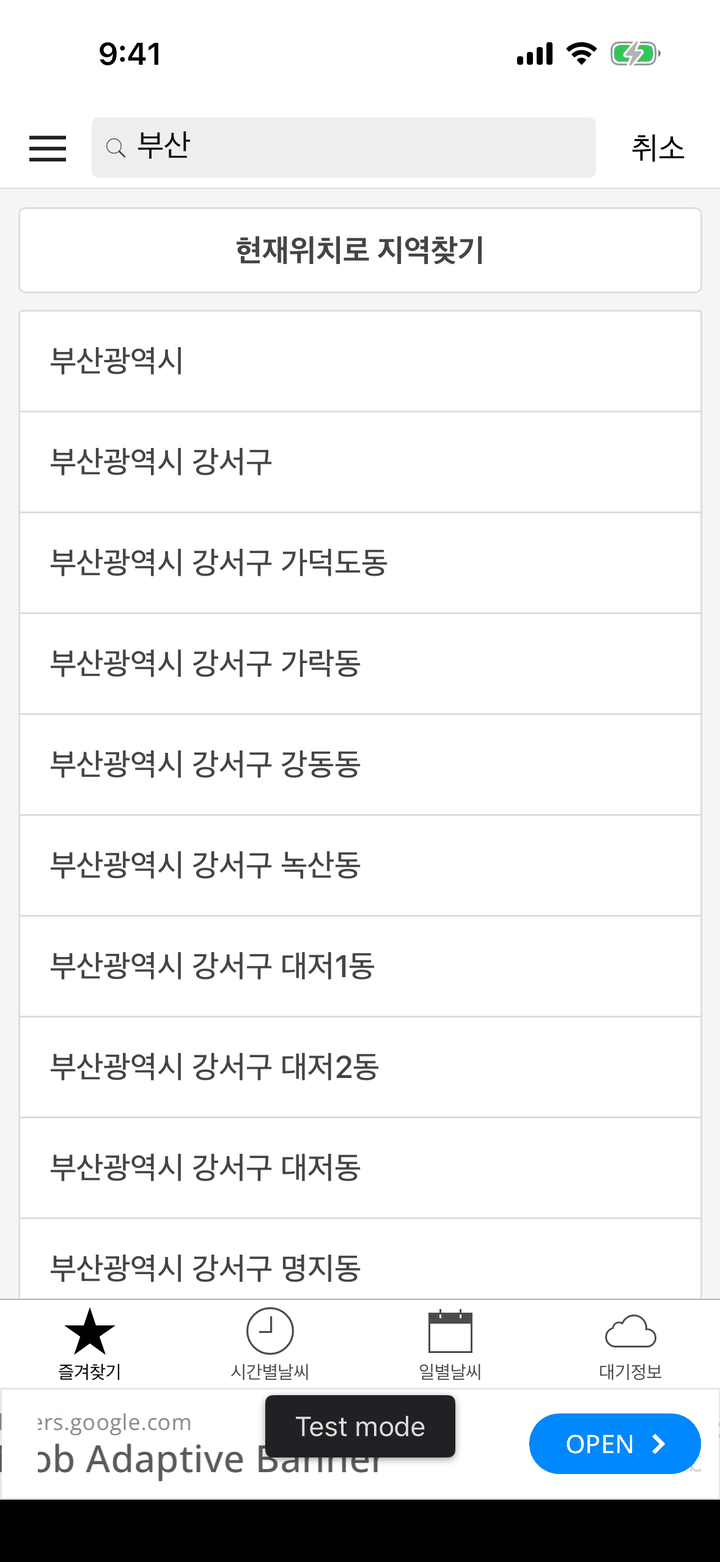 9:41
부산
취소
현재위치로 지역찾기
부산광역시
부산광역시 강서구
부산광역시 강서구 가덕도동
부산광역시 강서구 가락동
부산광역시 강서구 강동동
부산광역시 강서구 녹산동
부산광역시 강서구 대저1동
부산광역시 강서구 대저2동
부산광역시 강서구 대저동
부산광역시 강서구 명지동
즐겨찾기
시간별날씨
일별날씨
대기정보
ers.google.com
Test mode
ob Adaptive Banner
OPEN